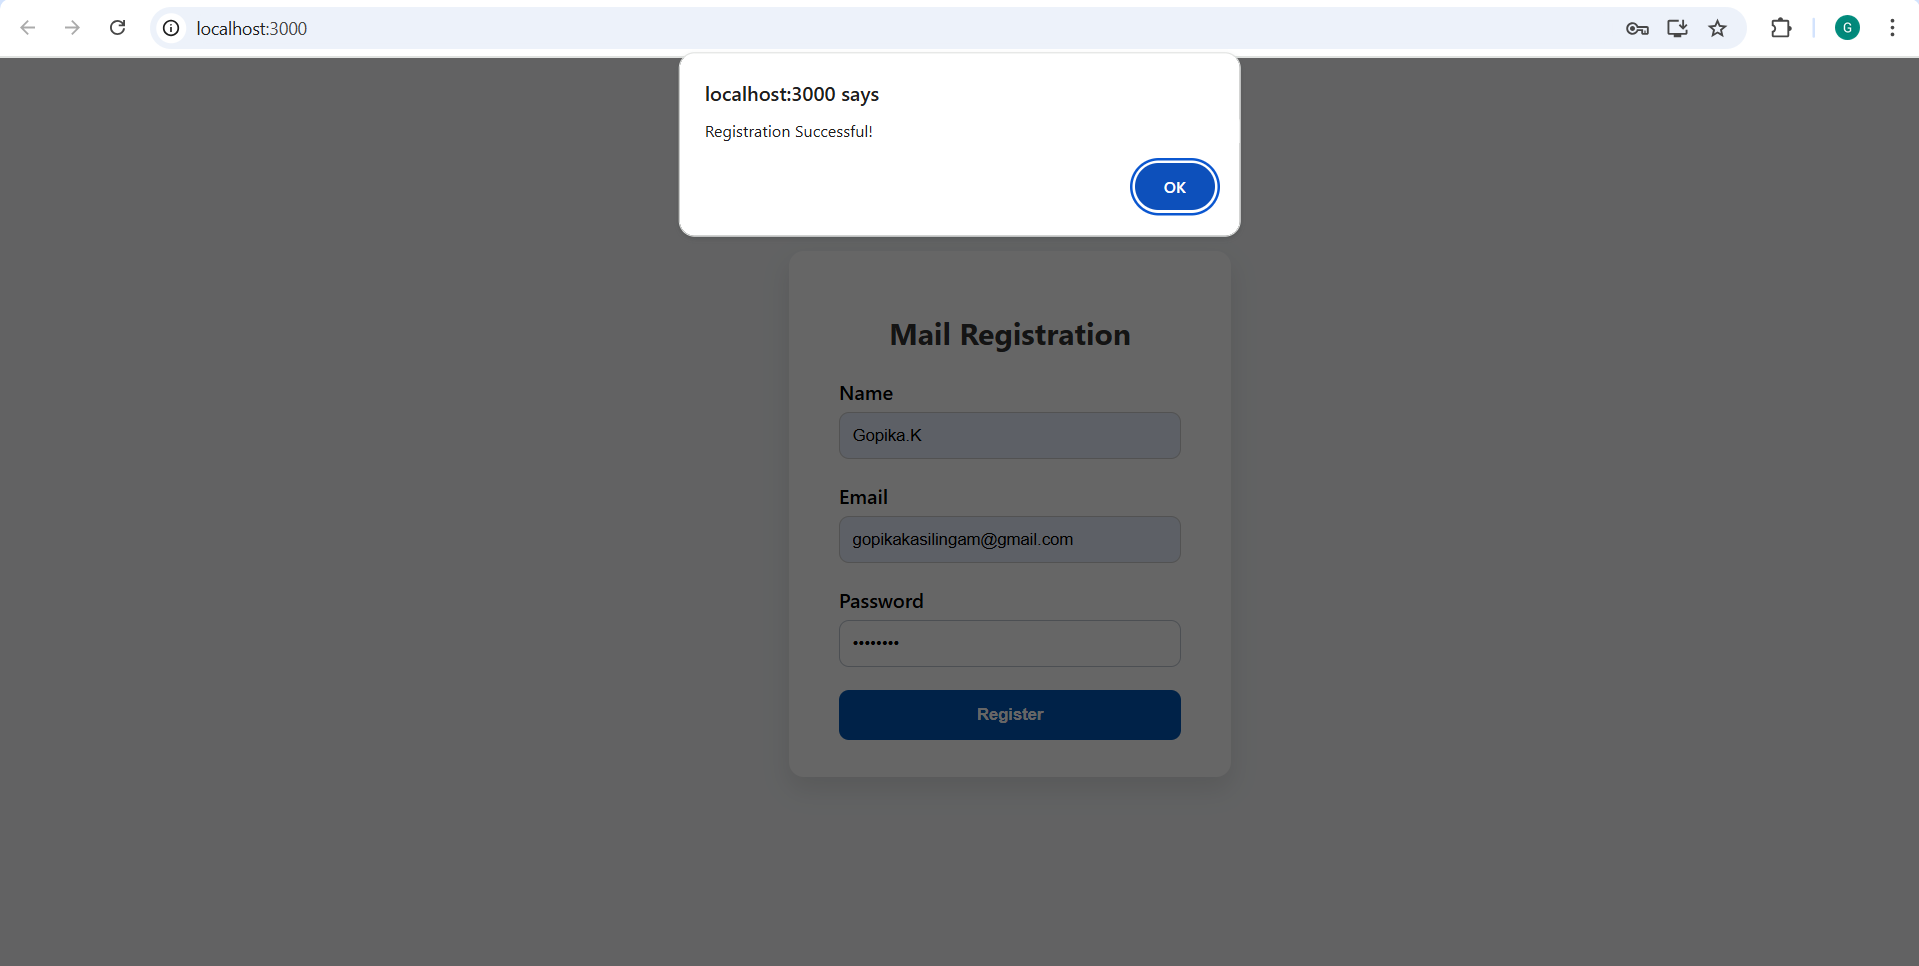 localhost:3000
G
localhost:3000 says
Registration Successful!
OK
Mail Registration
Name
Gopika.K
Email
gopikakasilingam@gmail.com
Password
••••••••
Register